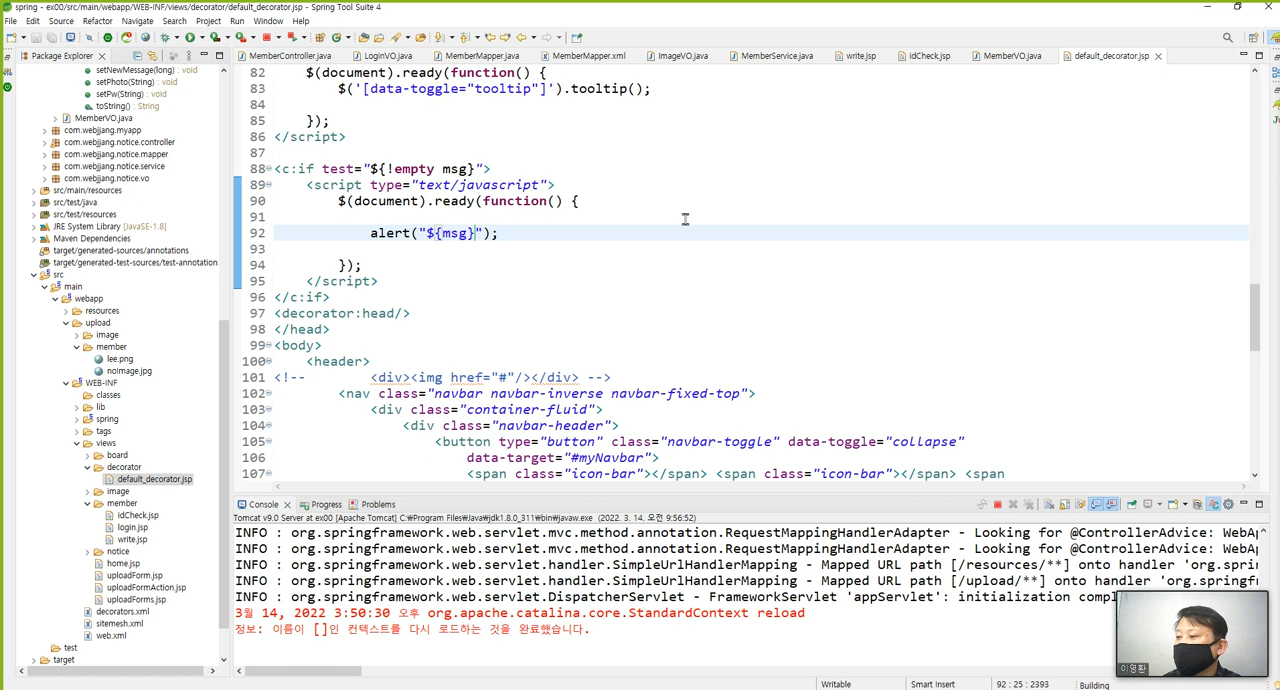 spring - ex00/src/main/webapp/WEB-INF/views/decorator/default_decorator.jsp - Spring Tool Suite 4
File Edit Source Refactor Navigate Search Project Run Window Help
Package Explorer
MemberController.java LoginVO.java MemberMapper.java MemberMapper.xml ImageVO.java MemberService.java write.jsp idCheck.jsp MemberVO.java default_decorator.jsp
setNewMessage(String) : void
setPhoto(String) : void
setPw(String) : void
toString() : String
MemberVO.java
com.webjjang.myapp
com.webjjang.notice.controller
com.webjjang.notice.mapper
com.webjjang.notice.service
com.webjjang.notice.vo
src/main/resources
src/test/java
src/test/resources
JRE System Library [JavaSE-1.8]
Maven Dependencies
target/generated-sources/annotations
target/generated-test-sources/test-annotation
src
main
webapp
resources
upload
image
member
lee.png
noImage.jpg
WEB-INF
classes
lib
spring
tags
views
board
decorator
default_decorator.jsp
image
member
idCheck.jsp
login.jsp
write.jsp
notice
home.jsp
uploadForm.jsp
uploadFormAction.jsp
uploadForms.jsp
decorators.xml
sitemesh.xml
web.xml
test
target
82 $(document).ready(function() {
83 $('[data-toggle="tooltip"]').tooltip();
84
85 });
86 </script>
87
88 <c:if test="${!empty msg}">
89 <script type="text/javascript">
90 $(document).ready(function() {
91
92 alert("${msg}");
93
94 });
95 </script>
96 </c:if>
97 <decorator:head/>
98 </head>
99 <body>
100 <header>
101 <!-- <div><img href="#"/></div> -->
102 <nav class="navbar navbar-inverse navbar-fixed-top">
103 <div class="container-fluid">
104 <div class="navbar-header">
105 <button type="button" class="navbar-toggle" data-toggle="collapse"
106 data-target="#myNavbar">
107 <span class="icon-bar"></span> <span class="icon-bar"></span> <span
Console Progress Problems
Tomcat v9.0 Server at ex00 [Apache Tomcat] C:₩Program Files₩Java₩jdk1.8.0_311₩bin₩javaw.exe (2022. 3. 14. 오전 9:56:52)
INFO : org.springframework.web.servlet.mvc.method.annotation.RequestMappingHandlerAdapter - Looking for @ControllerAdvice: WebAp
INFO : org.springframework.web.servlet.mvc.method.annotation.RequestMappingHandlerAdapter - Looking for @ControllerAdvice: WebAp
INFO : org.springframework.web.servlet.handler.SimpleUrlHandlerMapping - Mapped URL path [/resources/**] onto handler 'org.sprin
INFO : org.springframework.web.servlet.handler.SimpleUrlHandlerMapping - Mapped URL path [/upload/**] onto handler 'org.springfr
INFO : org.springframework.web.servlet.DispatcherServlet - FrameworkServlet 'appServlet': initialization comp
3월 14, 2022 3:50:30 오후 org.apache.catalina.core.StandardContext reload
정보: 이름이 []인 컨텍스트를 다시 로드하는 것을 완료했습니다.
이영환
Writable Smart Insert 92 : 25 : 2393 Building